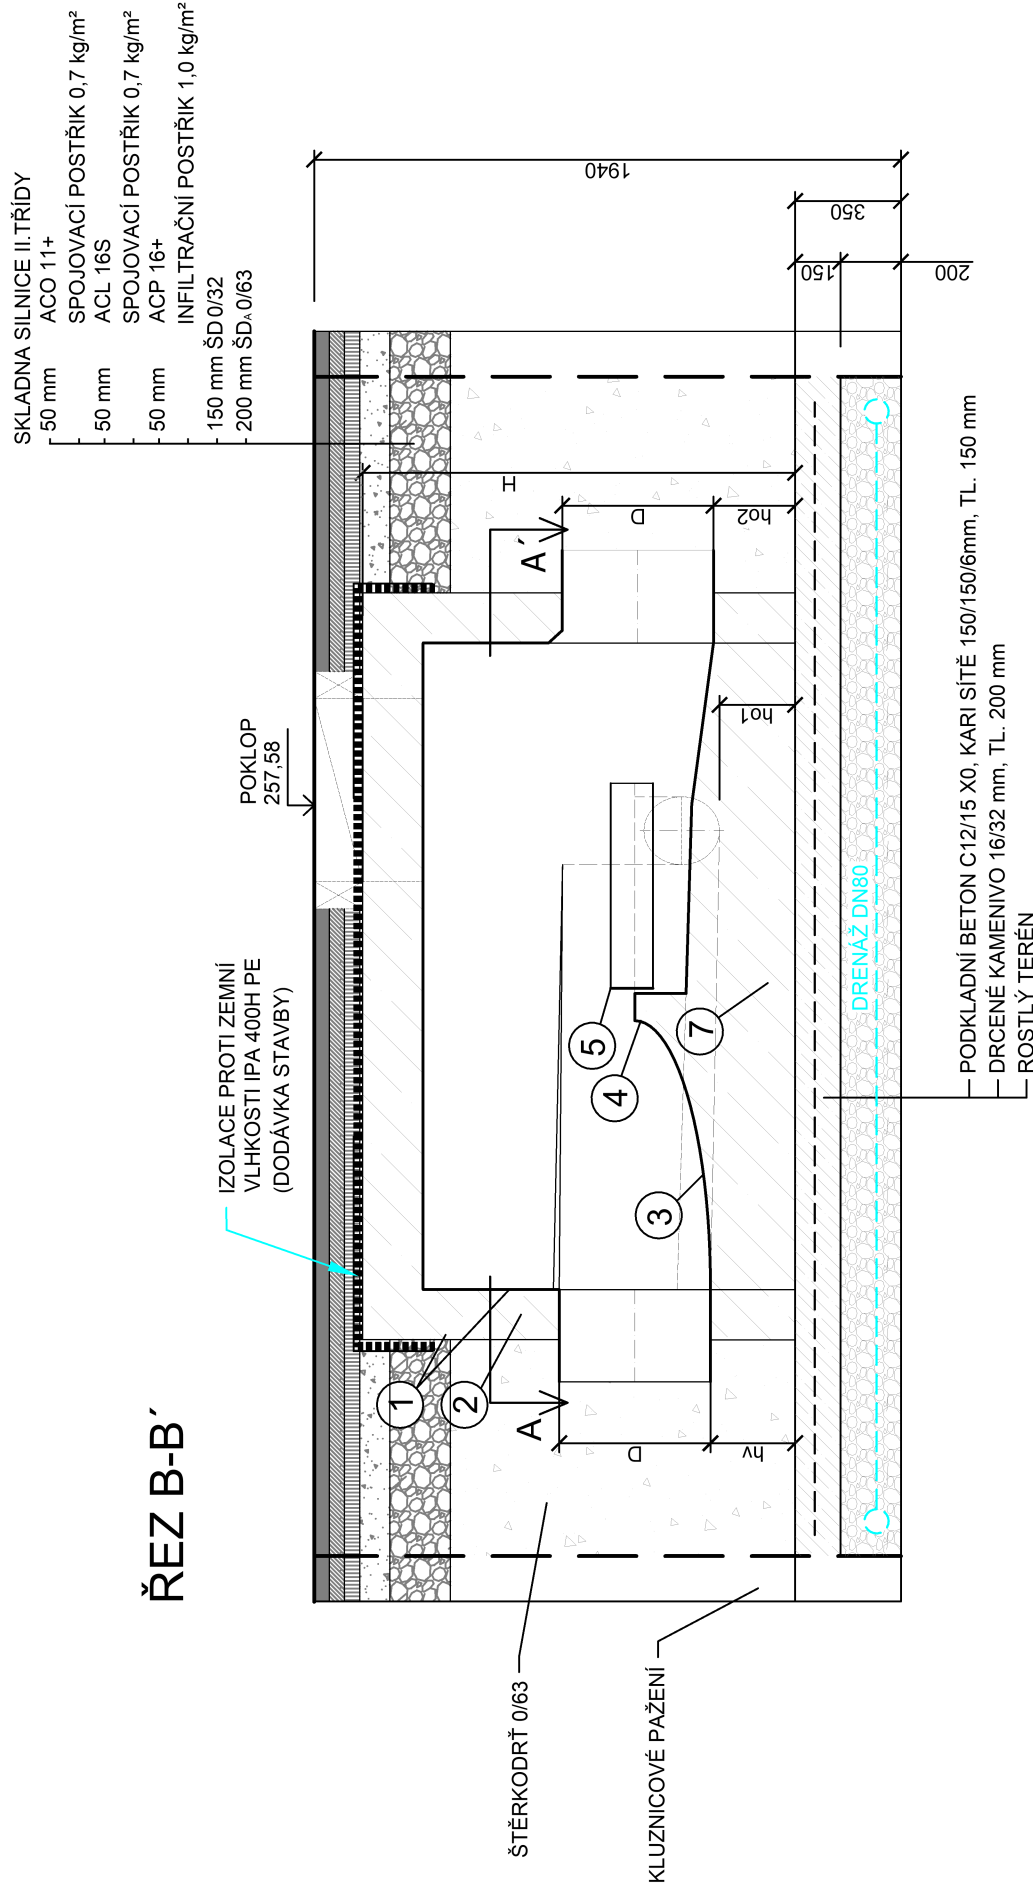 ŘEZ B-B´
SKLADNA SILNICE II.TŘÍDY
50 mm ACO 11+
SPOJOVACÍ POSTŘIK 0,7 kg/m²
50 mm ACL 16S
SPOJOVACÍ POSTŘIK 0,7 kg/m²
50 mm ACP 16+
INFILTRAČNÍ POSTŘIK 1,0 kg/m²
150 mm ŠD 0/32
200 mm ŠDA 0/63
IZOLACE PROTI ZEMNÍ
VLHKOSTI IPA 400H PE
(DODÁVKA STAVBY)
POKLOP
257,58
1
2
3
4
5
7
A
A´
D
hv
ho1
H
D
ho2
1940
350
150
200
ŠTĚRKODRŤ 0/63
KLUZNICOVÉ PAŽENÍ
DRENÁŽ DN80
PODKLADNÍ BETON C12/15 X0, KARI SÍTĚ 150/150/6mm, TL. 150 mm
DRCENÉ KAMENIVO 16/32 mm, TL. 200 mm
ROSTLÝ TERÉN